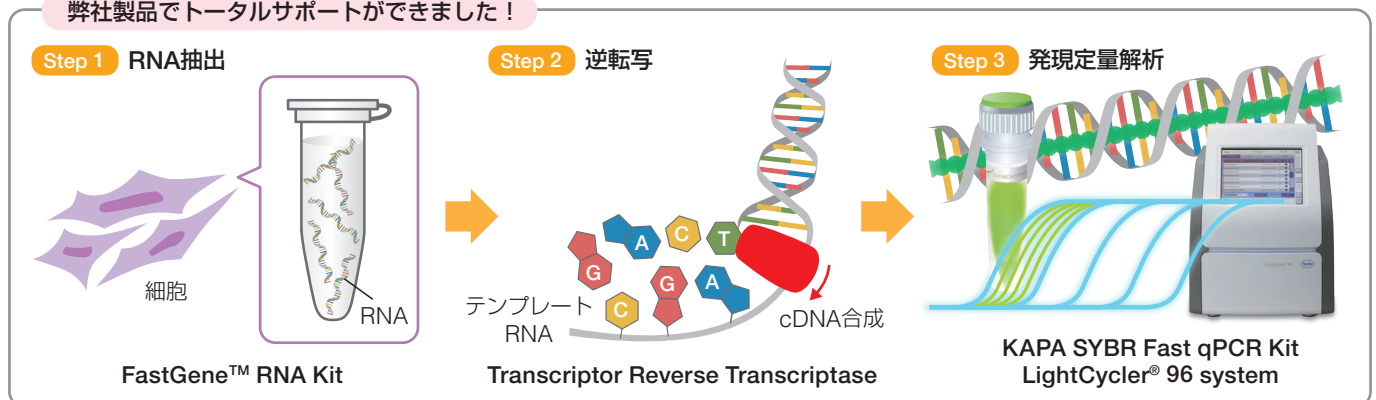 弊社製品でトータルサポートができました！
Step 1 RNA抽出
細胞
RNA
FastGene™ RNA Kit
Step 2 逆転写
A C T
G G A
C
テンプレート
RNA
cDNA合成
Transcriptor Reverse Transcriptase
Step 3 発現定量解析
KAPA SYBR Fast qPCR Kit
LightCycler® 96 system